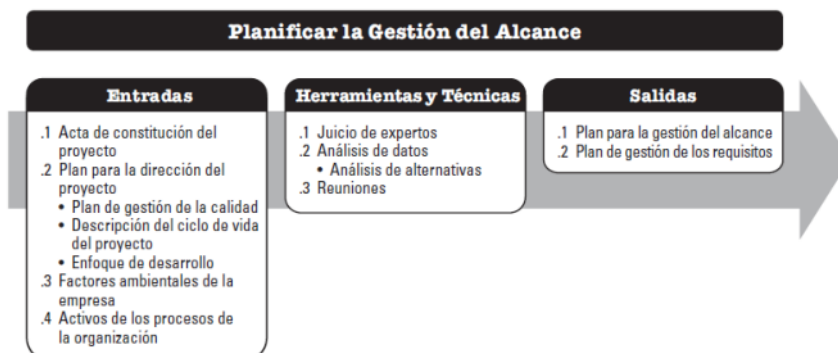 Planificar la Gestión del Alcance
Entradas
.1 Acta de constitución del
proyecto
.2 Plan para la dirección del
proyecto
• Plan de gestión de la calidad
• Descripción del ciclo de vida
del proyecto
• Enfoque de desarrollo
.3 Factores ambientales de la
empresa
.4 Activos de los procesos de
la organización
Herramientas y Técnicas
.1 Juicio de expertos
.2 Análisis de datos
• Análisis de alternativas
.3 Reuniones
Salidas
.1 Plan para la gestión del alcance
.2 Plan de gestión de los requisitos